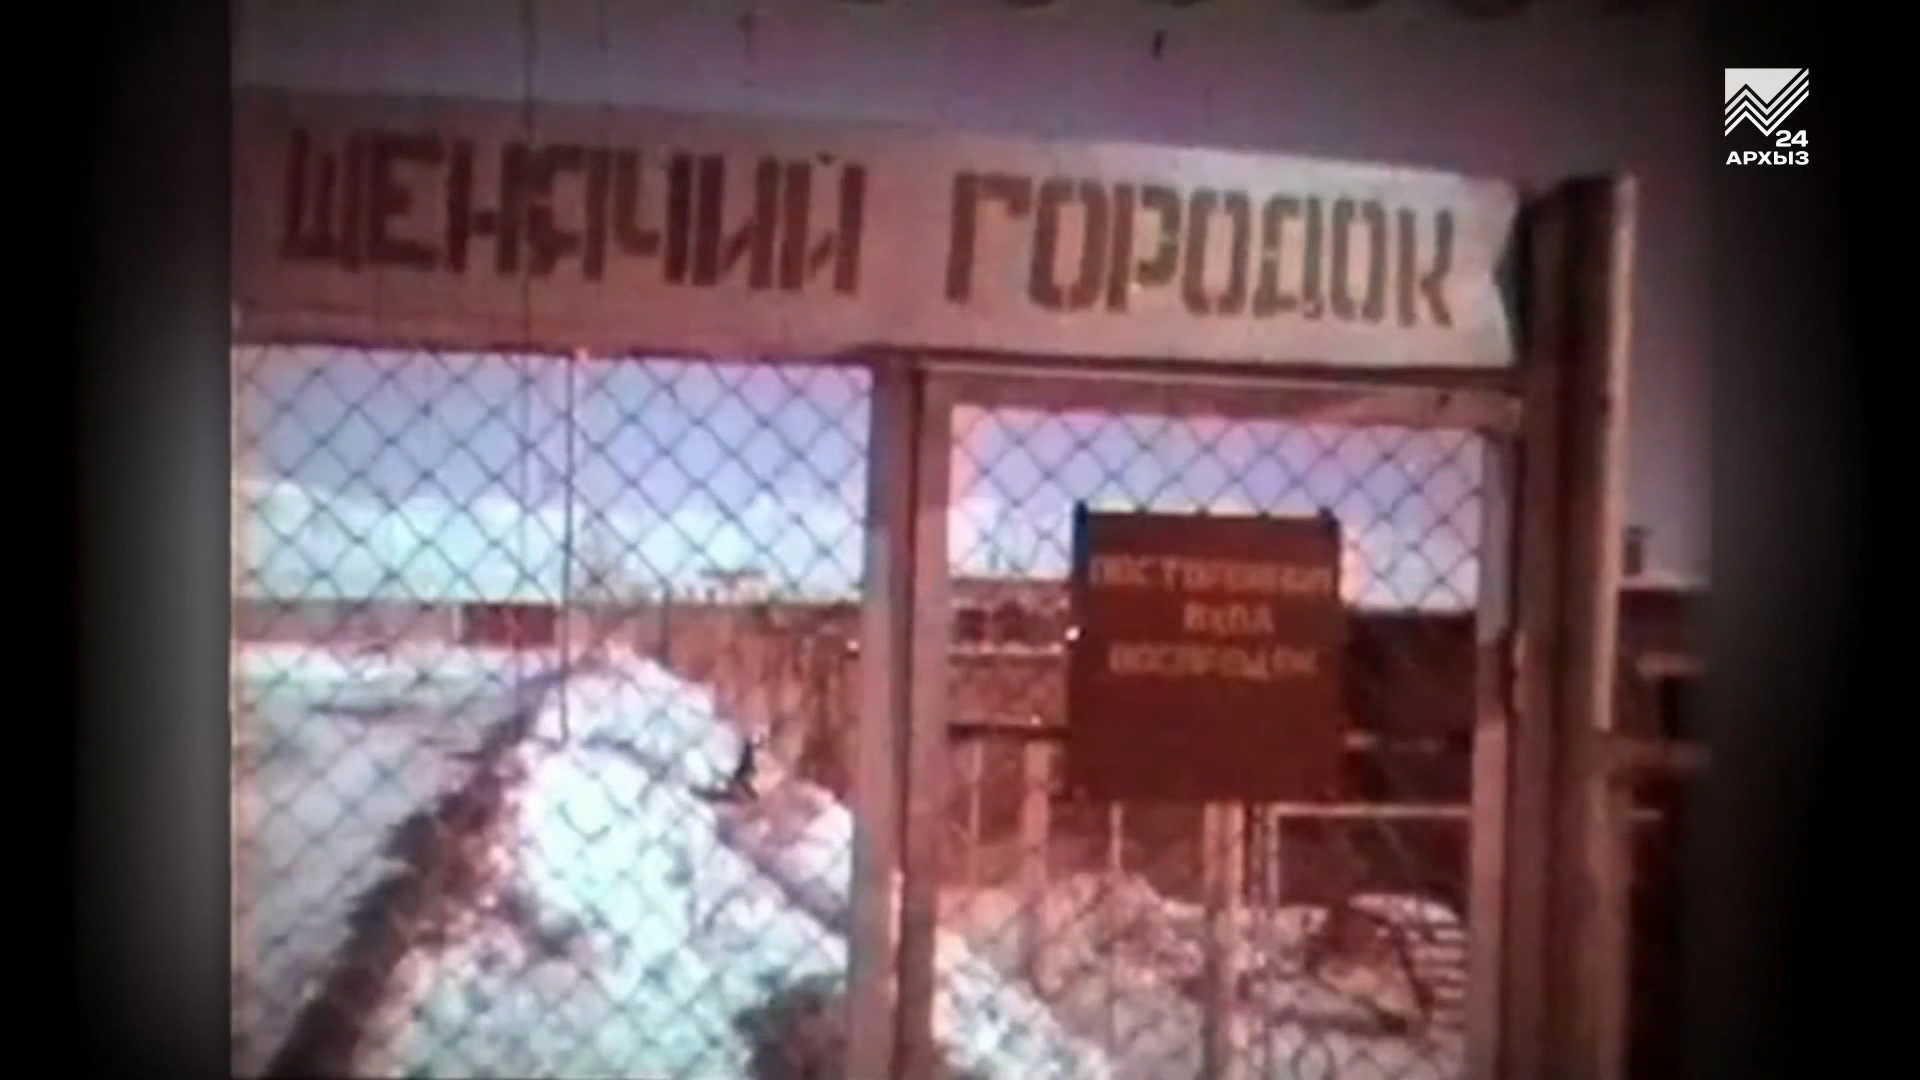 ЩЕНЯЧИЙ ГОРОДОК
24
АРХЫЗ
ПОСТОРОННИМ
ВХОД
ВОСПРЕЩЕН